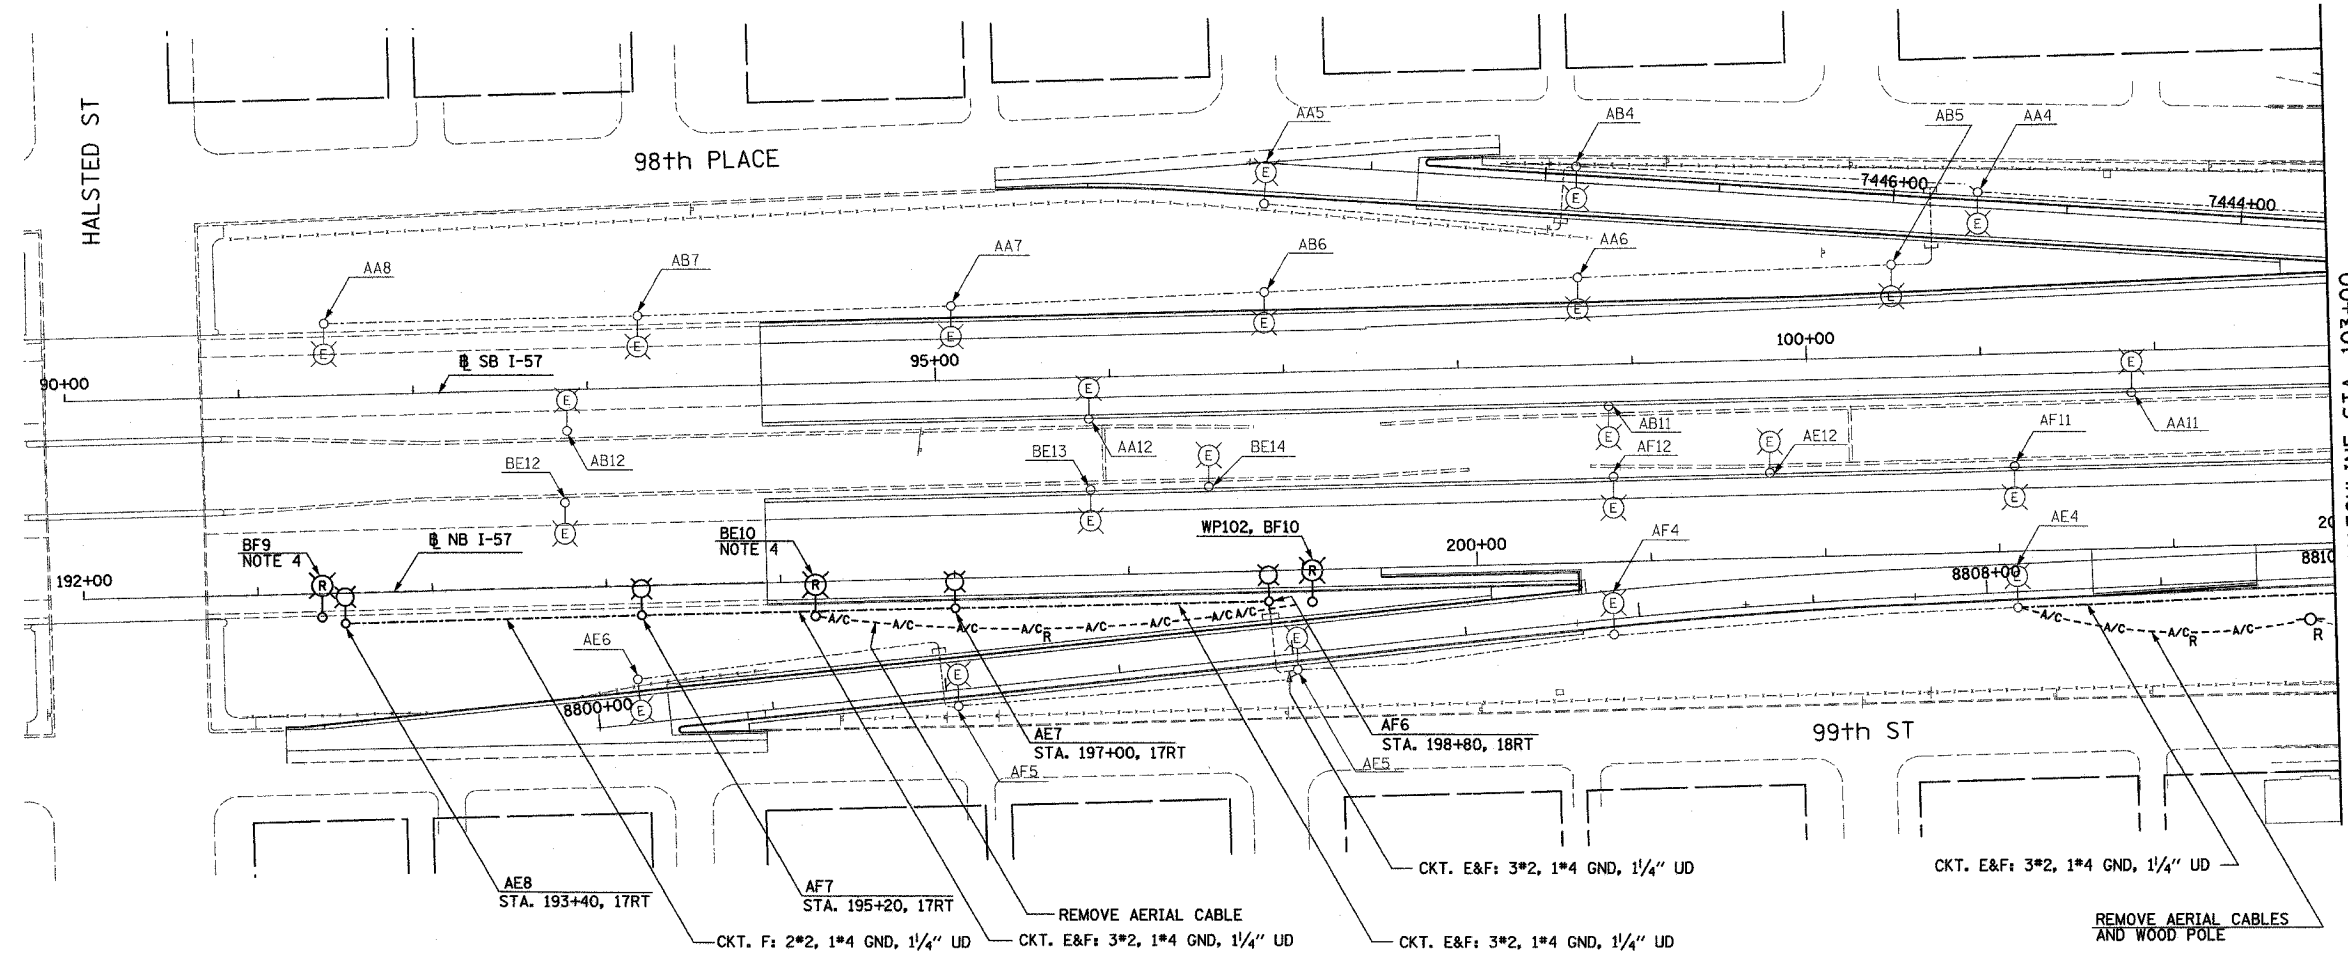 HALSTED ST
98th PLACE
AA5
AB4
AB5
AA4
7446+00
7444+00
AA8
AB7
AA7
AB6
AA6
90+00
℄ SB I-57
95+00
100+00
AB12
AA12
AB11
AA11
BE12
BE13
BE14
AF12
AE12
AF11
BF9
NOTE 4
℄ NB I-57
BE10
NOTE 4
WP102, BF10
200+00
AF4
AE4
192+00
8808+00
8810
20
A/C
A/C
A/C
A/C
R
A/C
A/C
A/C
A/C
A/C
A/C
A/C
R
A/C
R
AE6
8800+00
AE7
STA. 197+00, 17RT
AF5
AF6
STA. 198+80, 18RT
AE5
99th ST
AE8
STA. 193+40, 17RT
AF7
STA. 195+20, 17RT
REMOVE AERIAL CABLE
CKT. F: 2#2, 1#4 GND, 1¼" UD
CKT. E&F: 3#2, 1#4 GND, 1¼" UD
CKT. E&F: 3#2, 1#4 GND, 1¼" UD
CKT. E&F: 3#2, 1#4 GND, 1¼" UD
CKT. E&F: 3#2, 1#4 GND, 1¼" UD
REMOVE AERIAL CABLES
AND WOOD POLE
STA. 103+00